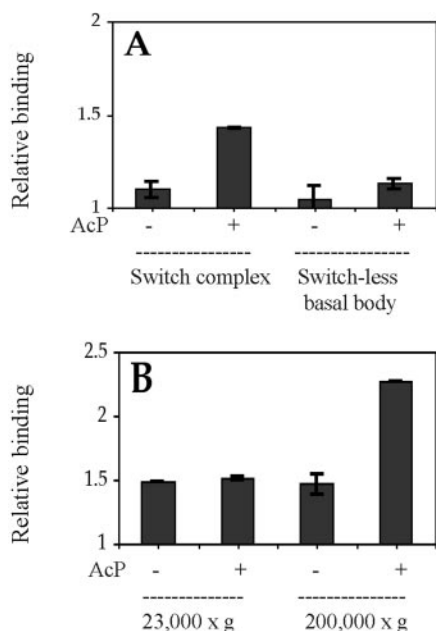 2
A
1.5
1
Relative binding
AcP - + - +
----------------
----------------
Switch complex
Switch-less
basal body
2.5
B
2
1.5
1
Relative binding
AcP - + - +
---------------
---------------
23,000 x g
200,000 x g